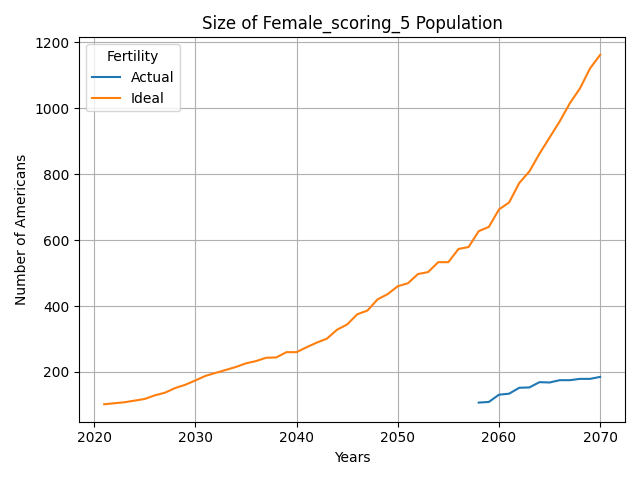 Size of Female_scoring_5 Population
Fertility
Actual
Ideal
Number of Americans
1200
1000
800
600
400
200
2020 2030 2040 2050 2060 2070
Years